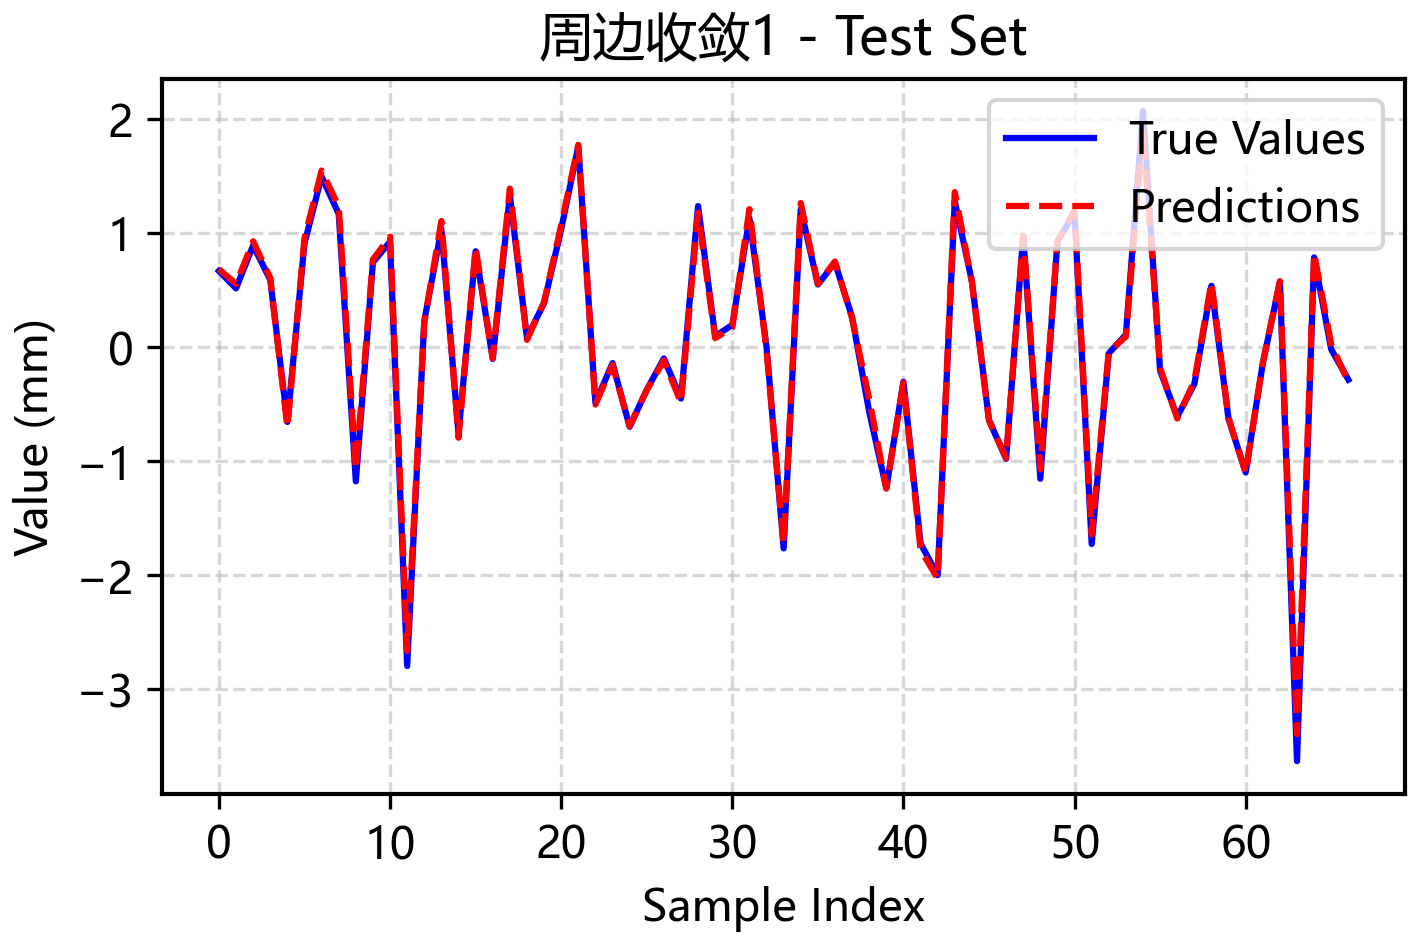 周边收敛1 - Test Set
Value (mm)
2
1
0
−1
−2
−3
True Values
Predictions
0 10 20 30 40 50 60
Sample Index